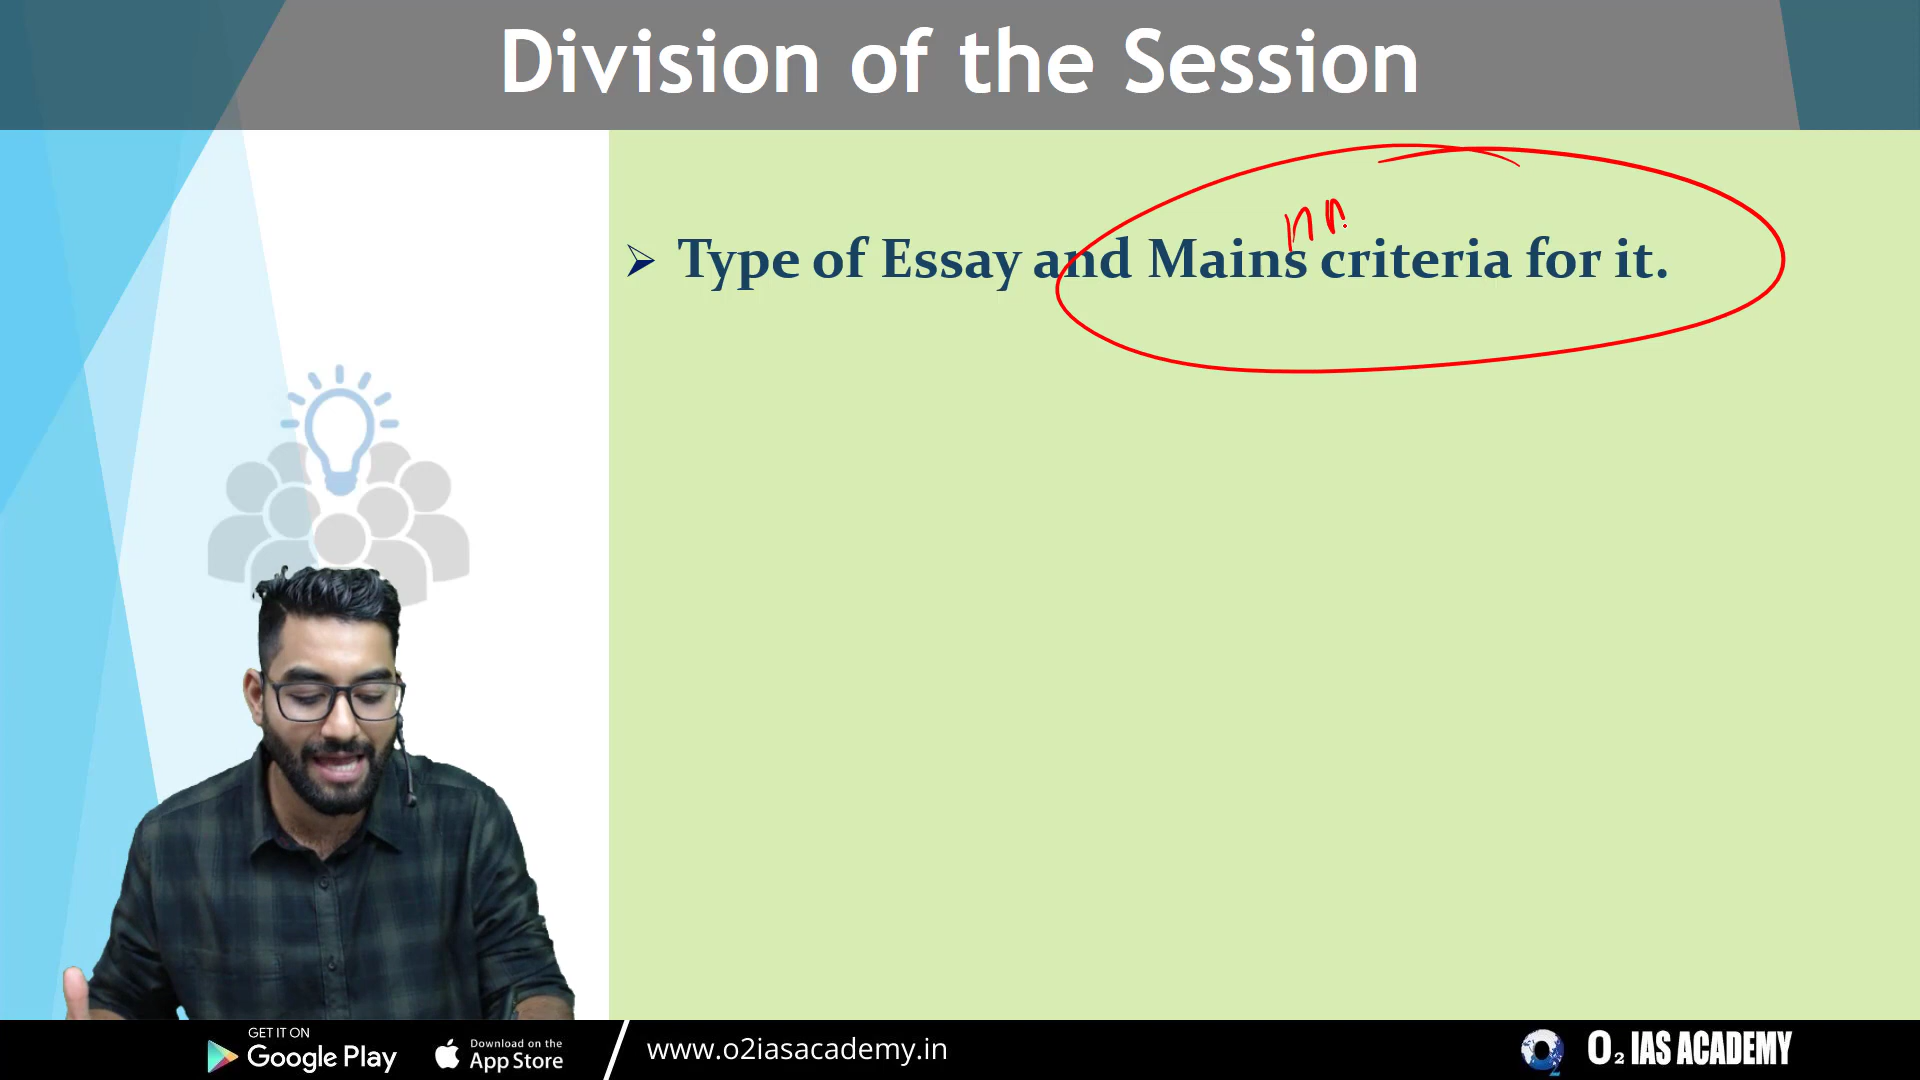 Division of the Session
➢ Type of Essay and Mains criteria for it.
GET IT ON
Google Play
Download on the
App Store
www.o2iasacademy.in
O₂ IAS ACADEMY